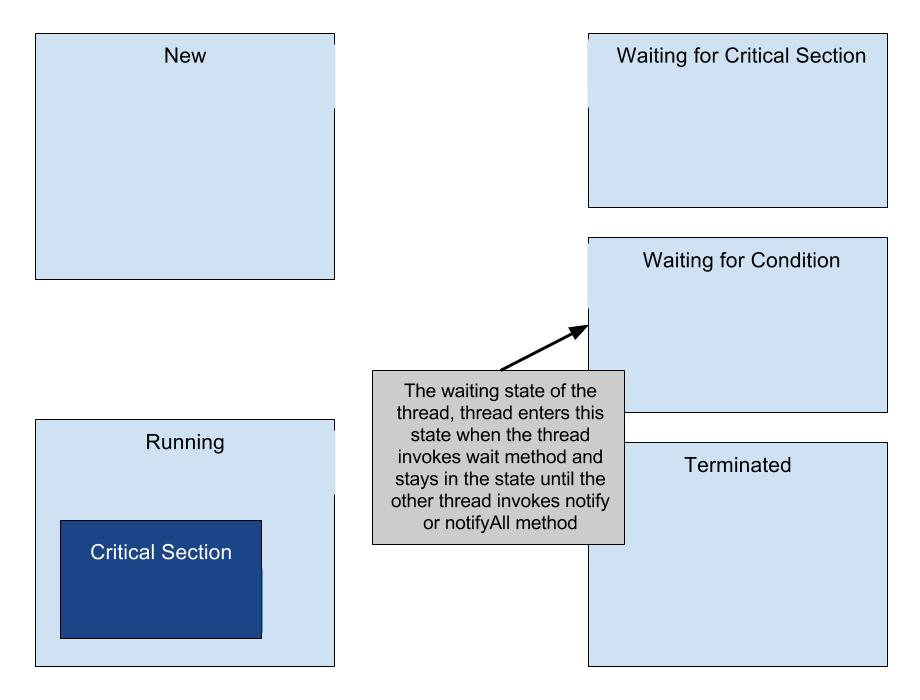 New
Waiting for Critical Section
Waiting for Condition
The waiting state of the
thread, thread enters this
state when the thread
invokes wait method and
stays in the state until the
other thread invokes notify
or notifyAll method
Running
Critical Section
Terminated